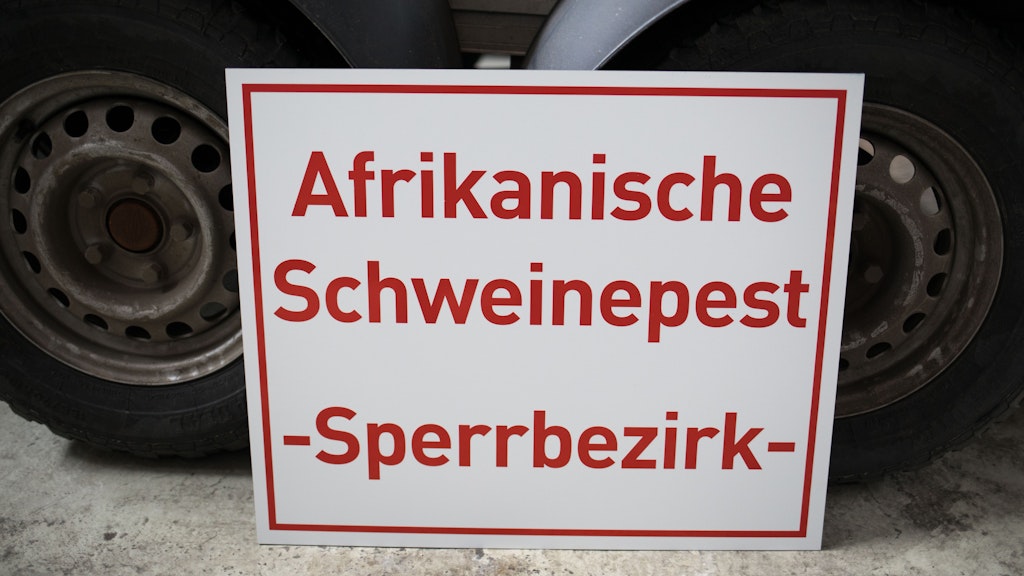 Afrikanische
Schweinepest
-Sperrbezirk-